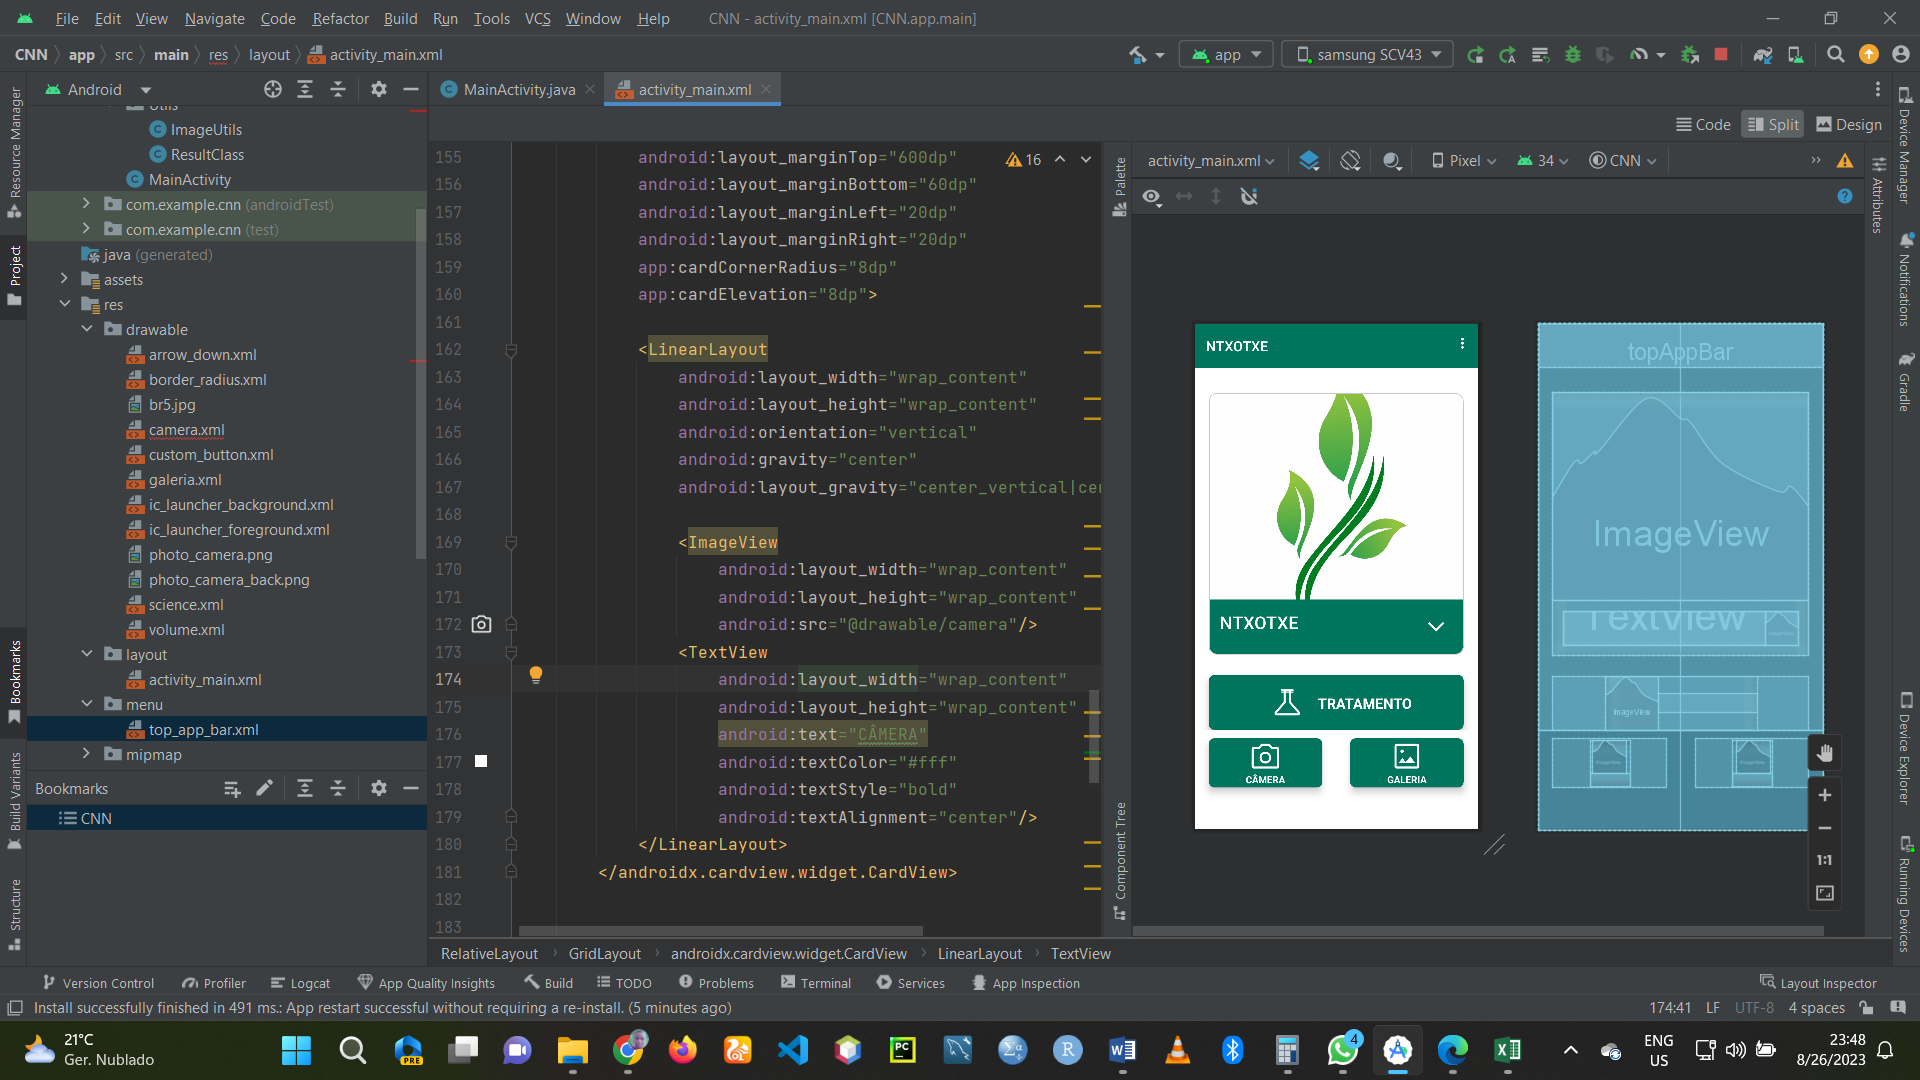 File Edit View Navigate Code Refactor Build Run Tools VCS Window Help CNN - activity_main.xml [CNN.app.main]
CNN app src main res layout activity_main.xml
app samsung SCV43
Android
MainActivity.java activity_main.xml
Code Split Design
Utils
ImageUtils
ResultClass
MainActivity
com.example.cnn (androidTest)
com.example.cnn (test)
java (generated)
assets
res
drawable
arrow_down.xml
border_radius.xml
br5.jpg
camera.xml
custom_button.xml
galeria.xml
ic_launcher_background.xml
ic_launcher_foreground.xml
photo_camera.png
photo_camera_back.png
science.xml
volume.xml
layout
activity_main.xml
menu
top_app_bar.xml
mipmap
Bookmarks
CNN
Resource Manager
Project
Bookmarks
Build Variants
Structure
155 android:layout_marginTop="600dp"
156 android:layout_marginBottom="60dp"
157 android:layout_marginLeft="20dp"
158 android:layout_marginRight="20dp"
159 app:cardCornerRadius="8dp"
160 app:cardElevation="8dp">
161
162 <LinearLayout
163 android:layout_width="wrap_content"
164 android:layout_height="wrap_content"
165 android:orientation="vertical"
166 android:gravity="center"
167 android:layout_gravity="center_vertical|cen
168
169 <ImageView
170 android:layout_width="wrap_content"
171 android:layout_height="wrap_content"
172 android:src="@drawable/camera"/>
173 <TextView
174 android:layout_width="wrap_content"
175 android:layout_height="wrap_content"
176 android:text="CÂMERA"
177 android:textColor="#fff"
178 android:textStyle="bold"
179 android:textAlignment="center"/>
180 </LinearLayout>
181 </androidx.cardview.widget.CardView>
182
183
16
Palette
Component Tree
activity_main.xml Pixel 34 CNN
NTXOTXE
NTXOTXE
TRATAMENTO
CÂMERA GALERIA
topAppBar
ImageView
TextView
ImageView
1:1
Attributes
Device Manager
Notifications
Gradle
Device Explorer
Running Devices
RelativeLayout GridLayout androidx.cardview.widget.CardView LinearLayout TextView
Version Control Profiler Logcat App Quality Insights Build TODO Problems Terminal Services App Inspection Layout Inspector
Install successfully finished in 491 ms.: App restart successful without requiring a re-install. (5 minutes ago) 174:41 LF UTF-8 4 spaces
21°C
Ger. Nublado
PRE
PC
R
4
ENG
US
23:48
8/26/2023